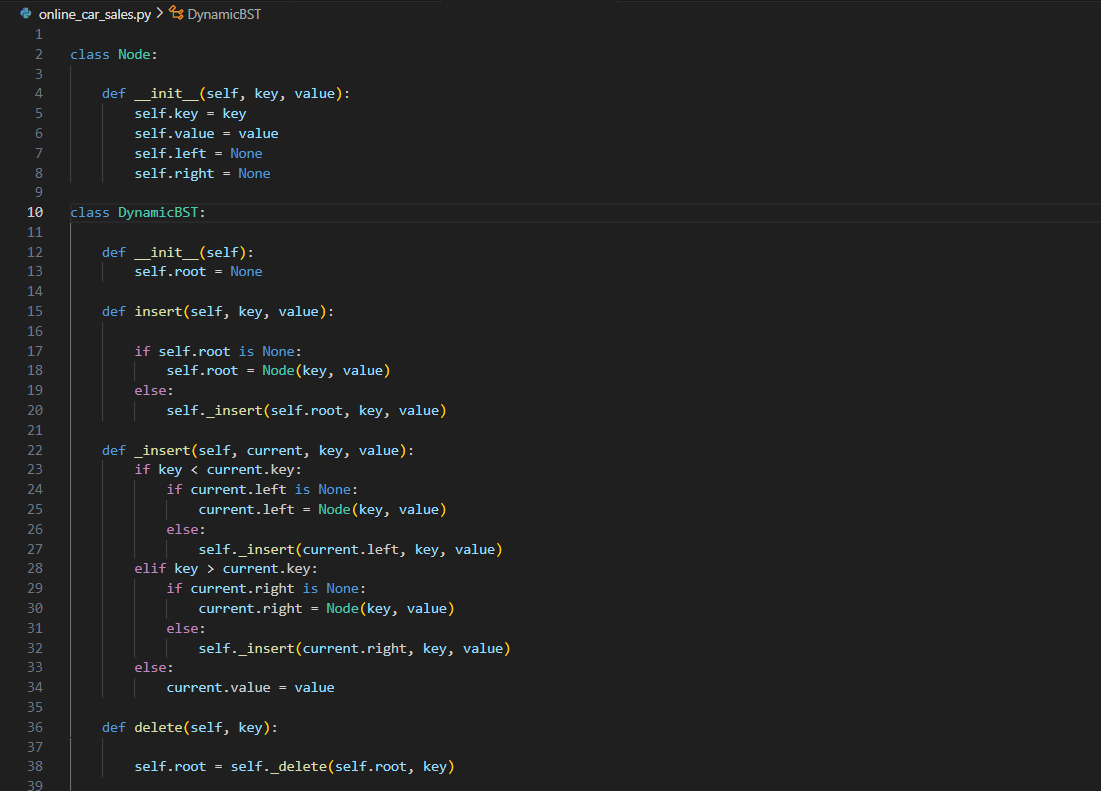 online_car_sales.py > DynamicBST
1
2 class Node:
3
4     def __init__(self, key, value):
5         self.key = key
6         self.value = value
7         self.left = None
8         self.right = None
9
10 class DynamicBST:
11
12     def __init__(self):
13         self.root = None
14
15     def insert(self, key, value):
16
17         if self.root is None:
18             self.root = Node(key, value)
19         else:
20             self._insert(self.root, key, value)
21
22     def _insert(self, current, key, value):
23         if key < current.key:
24             if current.left is None:
25                 current.left = Node(key, value)
26             else:
27                 self._insert(current.left, key, value)
28         elif key > current.key:
29             if current.right is None:
30                 current.right = Node(key, value)
31             else:
32                 self._insert(current.right, key, value)
33         else:
34             current.value = value
35
36     def delete(self, key):
37
38         self.root = self._delete(self.root, key)
39